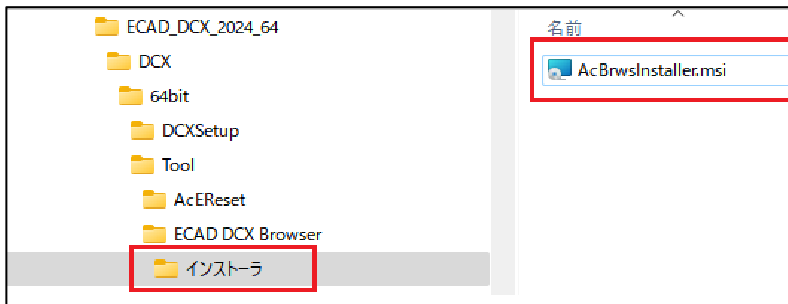 ECAD_DCX_2024_64
DCX
64bit
DCXSetup
Tool
AcEReset
ECAD DCX Browser
インストーラ
名前
AcBrwsInstaller.msi